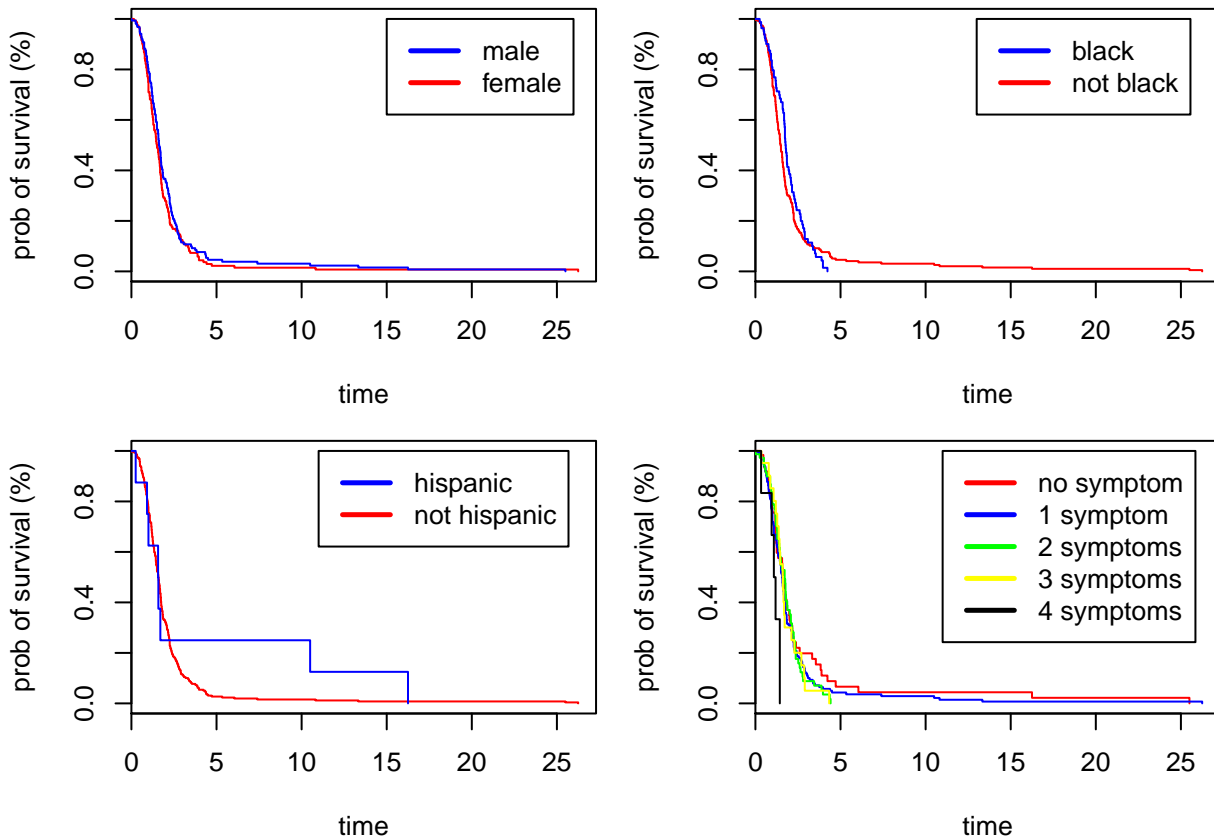 prob of survival (%)
0.0
0.4
0.8
male
female
0
5
10
15
20
25
time
prob of survival (%)
0.0
0.4
0.8
black
not black
0
5
10
15
20
25
time
prob of survival (%)
0.0
0.4
0.8
hispanic
not hispanic
0
5
10
15
20
25
time
prob of survival (%)
0.0
0.4
0.8
no symptom
1 symptom
2 symptoms
3 symptoms
4 symptoms
0
5
10
15
20
25
time